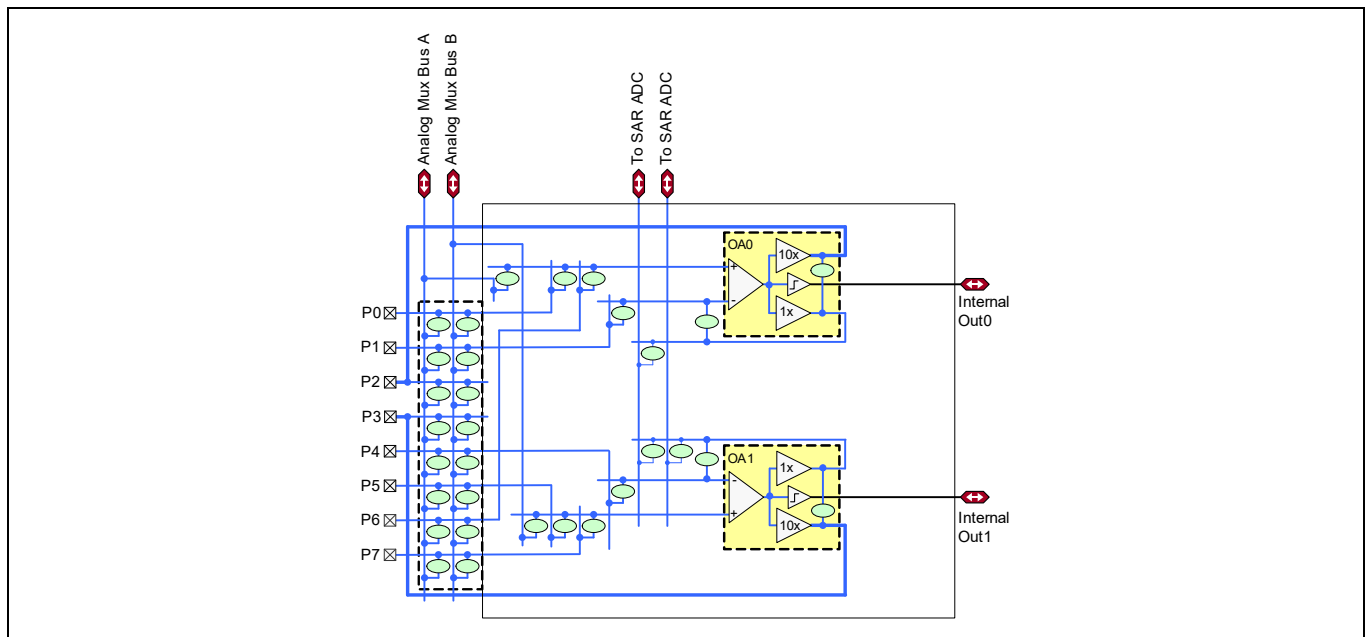 Analog Mux Bus A
Analog Mux Bus B
To SAR ADC
To SAR ADC
OA0
+
-
10x
1x
Internal
Out0
P0
P1
P2
P3
P4
P5
P6
P7
OA1
-
+
1x
10x
Internal
Out1